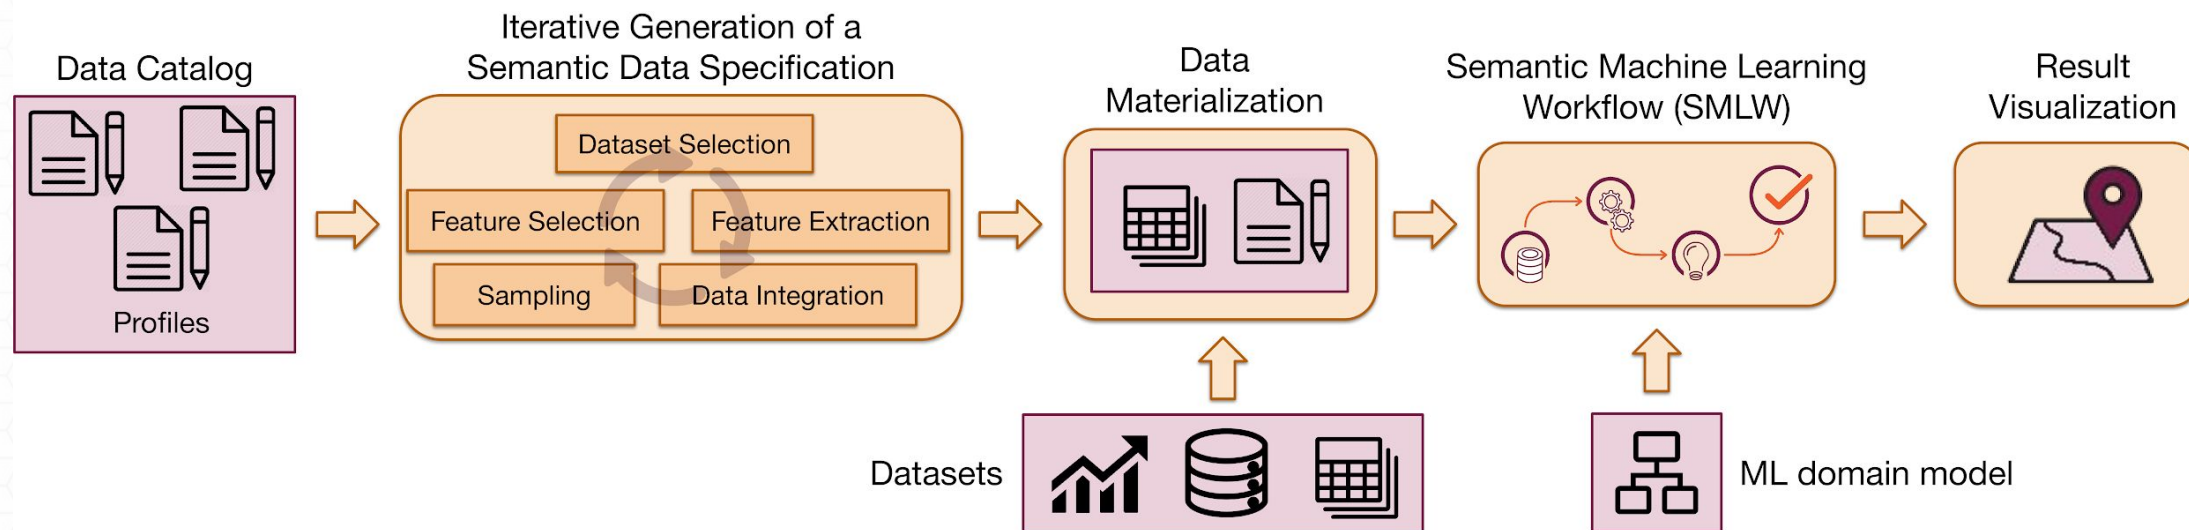 Data Catalog
Profiles
Iterative Generation of a
Semantic Data Specification
Dataset Selection
Feature Selection
Feature Extraction
Sampling
Data Integration
Data
Materialization
Semantic Machine Learning
Workflow (SMLW)
Result
Visualization
Datasets
ML domain model